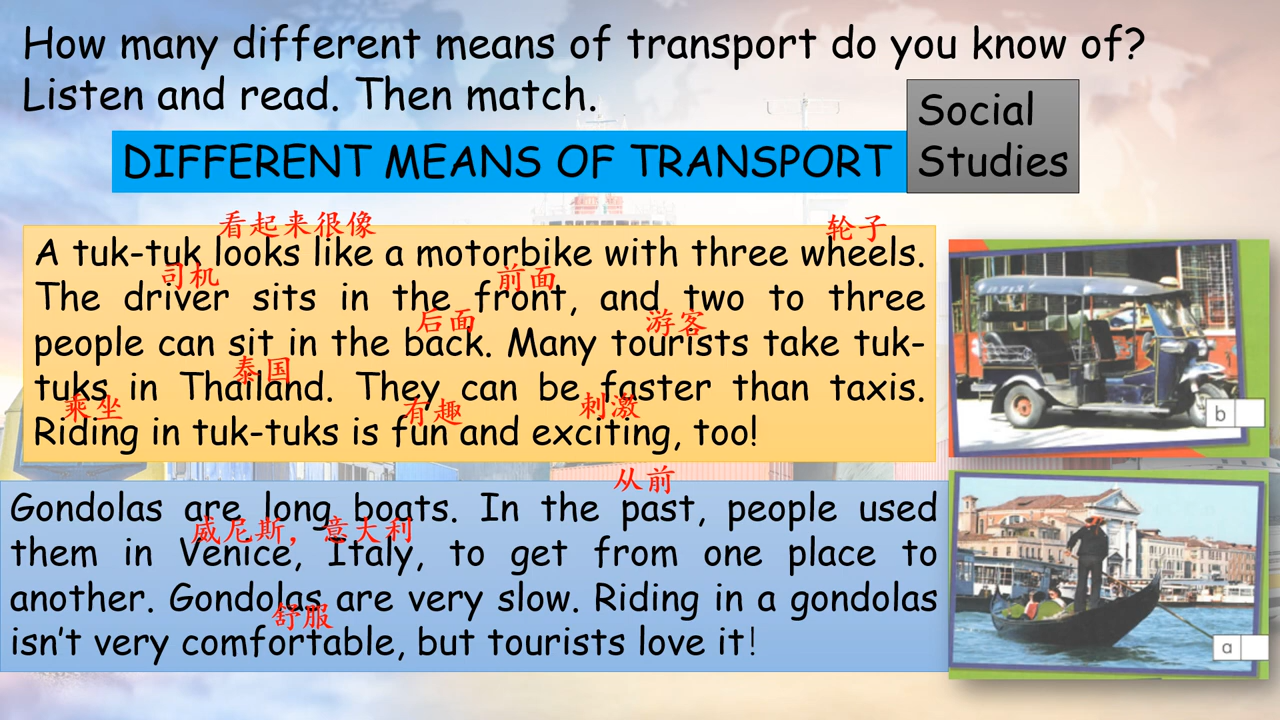 How many different means of transport do you know of?
Listen and read. Then match.
Social
Studies
DIFFERENT MEANS OF TRANSPORT
看起来很像
轮子
A tuk-tuk looks like a motorbike with three wheels.
司机
前面
The driver sits in the front, and two to three
后面
游客
people can sit in the back. Many tourists take tuk-
泰国
tuks in Thailand. They can be faster than taxis.
乘坐
有趣
刺激
Riding in tuk-tuks is fun and exciting, too!
b
从前
Gondolas are long boats. In the past, people used
威尼斯，意大利
them in Venice, Italy, to get from one place to
another. Gondolas are very slow. Riding in a gondolas
舒服
isn't very comfortable, but tourists love it!
a